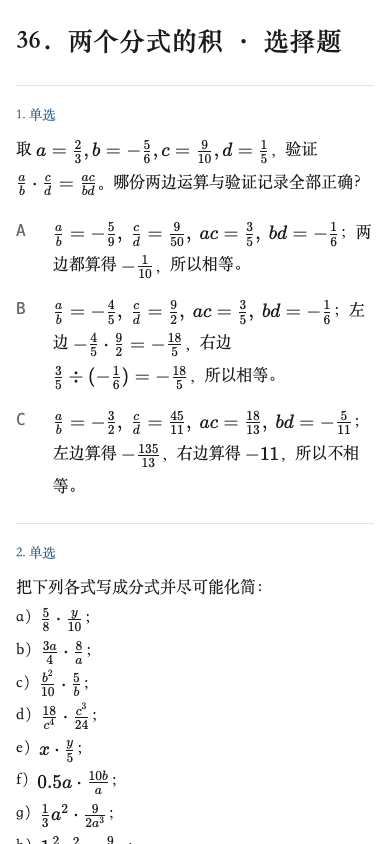 36. 两个分式的积 · 选择题
1. 单选
取 a = 2/3, b = −5/6, c = 9/10, d = 1/5，验证
a/b · c/d = ac/bd。哪份两边运算与验证记录全部正确?
A a/b = −5/9, c/d = 9/50, ac = 3/5, bd = −1/6；两
边都算得 −1/10，所以相等。
B a/b = −4/5, c/d = 9/2, ac = 3/5, bd = −1/6；左
边 −4/5 · 9/2 = −18/5，右边
3/5 ÷ (−1/6) = −18/5，所以相等。
C a/b = −3/2, c/d = 45/11, ac = 18/13, bd = −5/11；
左边算得 −135/13，右边算得 −11，所以不相
等。
2. 单选
把下列各式写成分式并尽可能化简：
a) 5/8 · y/10；
b) 3a/4 · 8/a；
c) b²/10 · 5/b；
d) 18/c⁴ · c³/24；
e) x · y/5；
f) 0.5a · 10b/a；
g) 1/3 a² · 9/2a³；